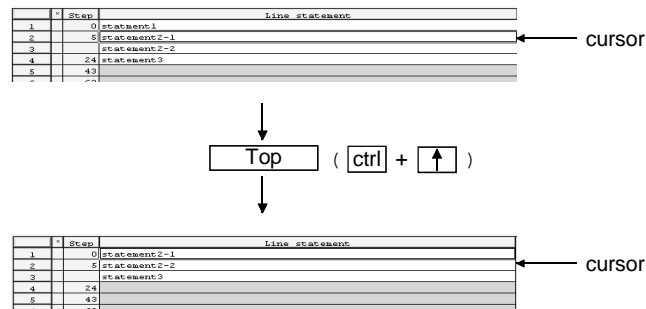 * Step Line statement
1 0 statment1
2 5 statement2-1
3 statement2-2
4 24 statement3
5 43
cursor
Top ( ctrl + ↑ )
* Step Line statement
1 0 statement2-1
2 5 statement2-2
3 statement3
4 24
5 43
cursor